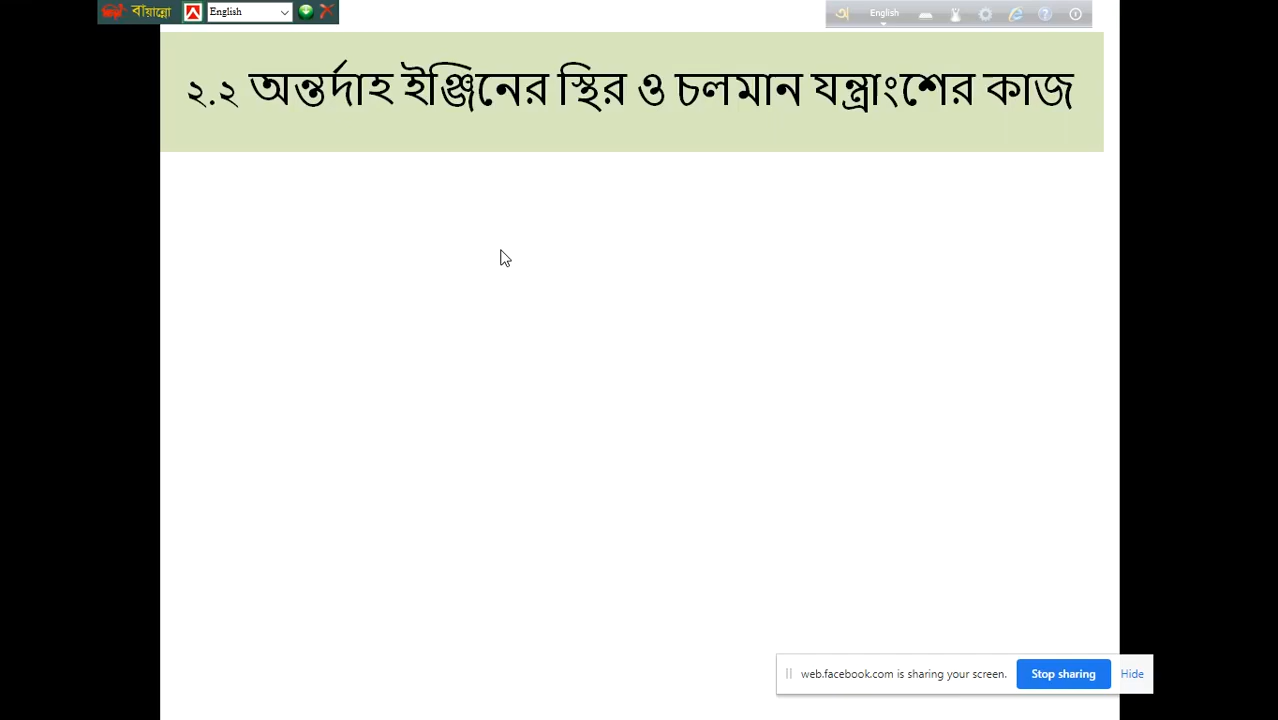 বায়ান্নো English অ English
২.২ অন্তর্দাহ ইঞ্জিনের স্থির ও চলমান যন্ত্রাংশের কাজ
web.facebook.com is sharing your screen. Stop sharing Hide